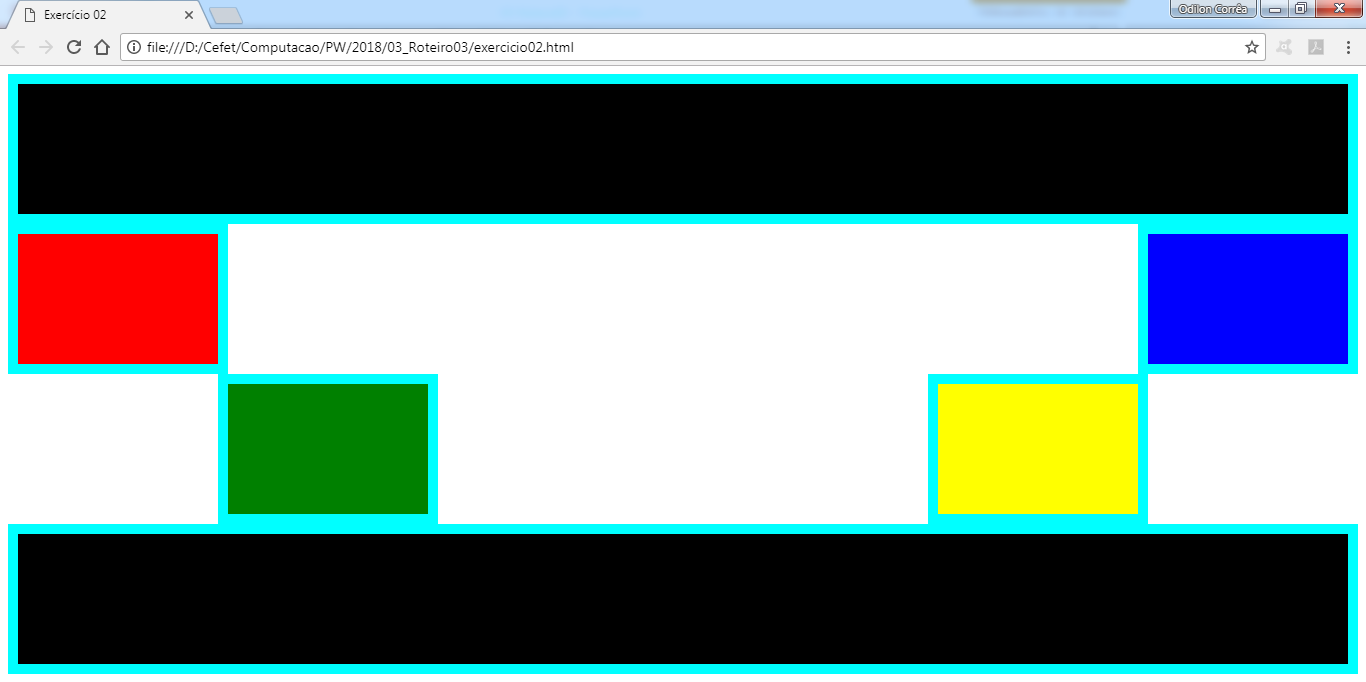 Exercício 02
Odilon Corrêa
file:///D:/Cefet/Computacao/PW/2018/03_Roteiro03/exercicio02.html